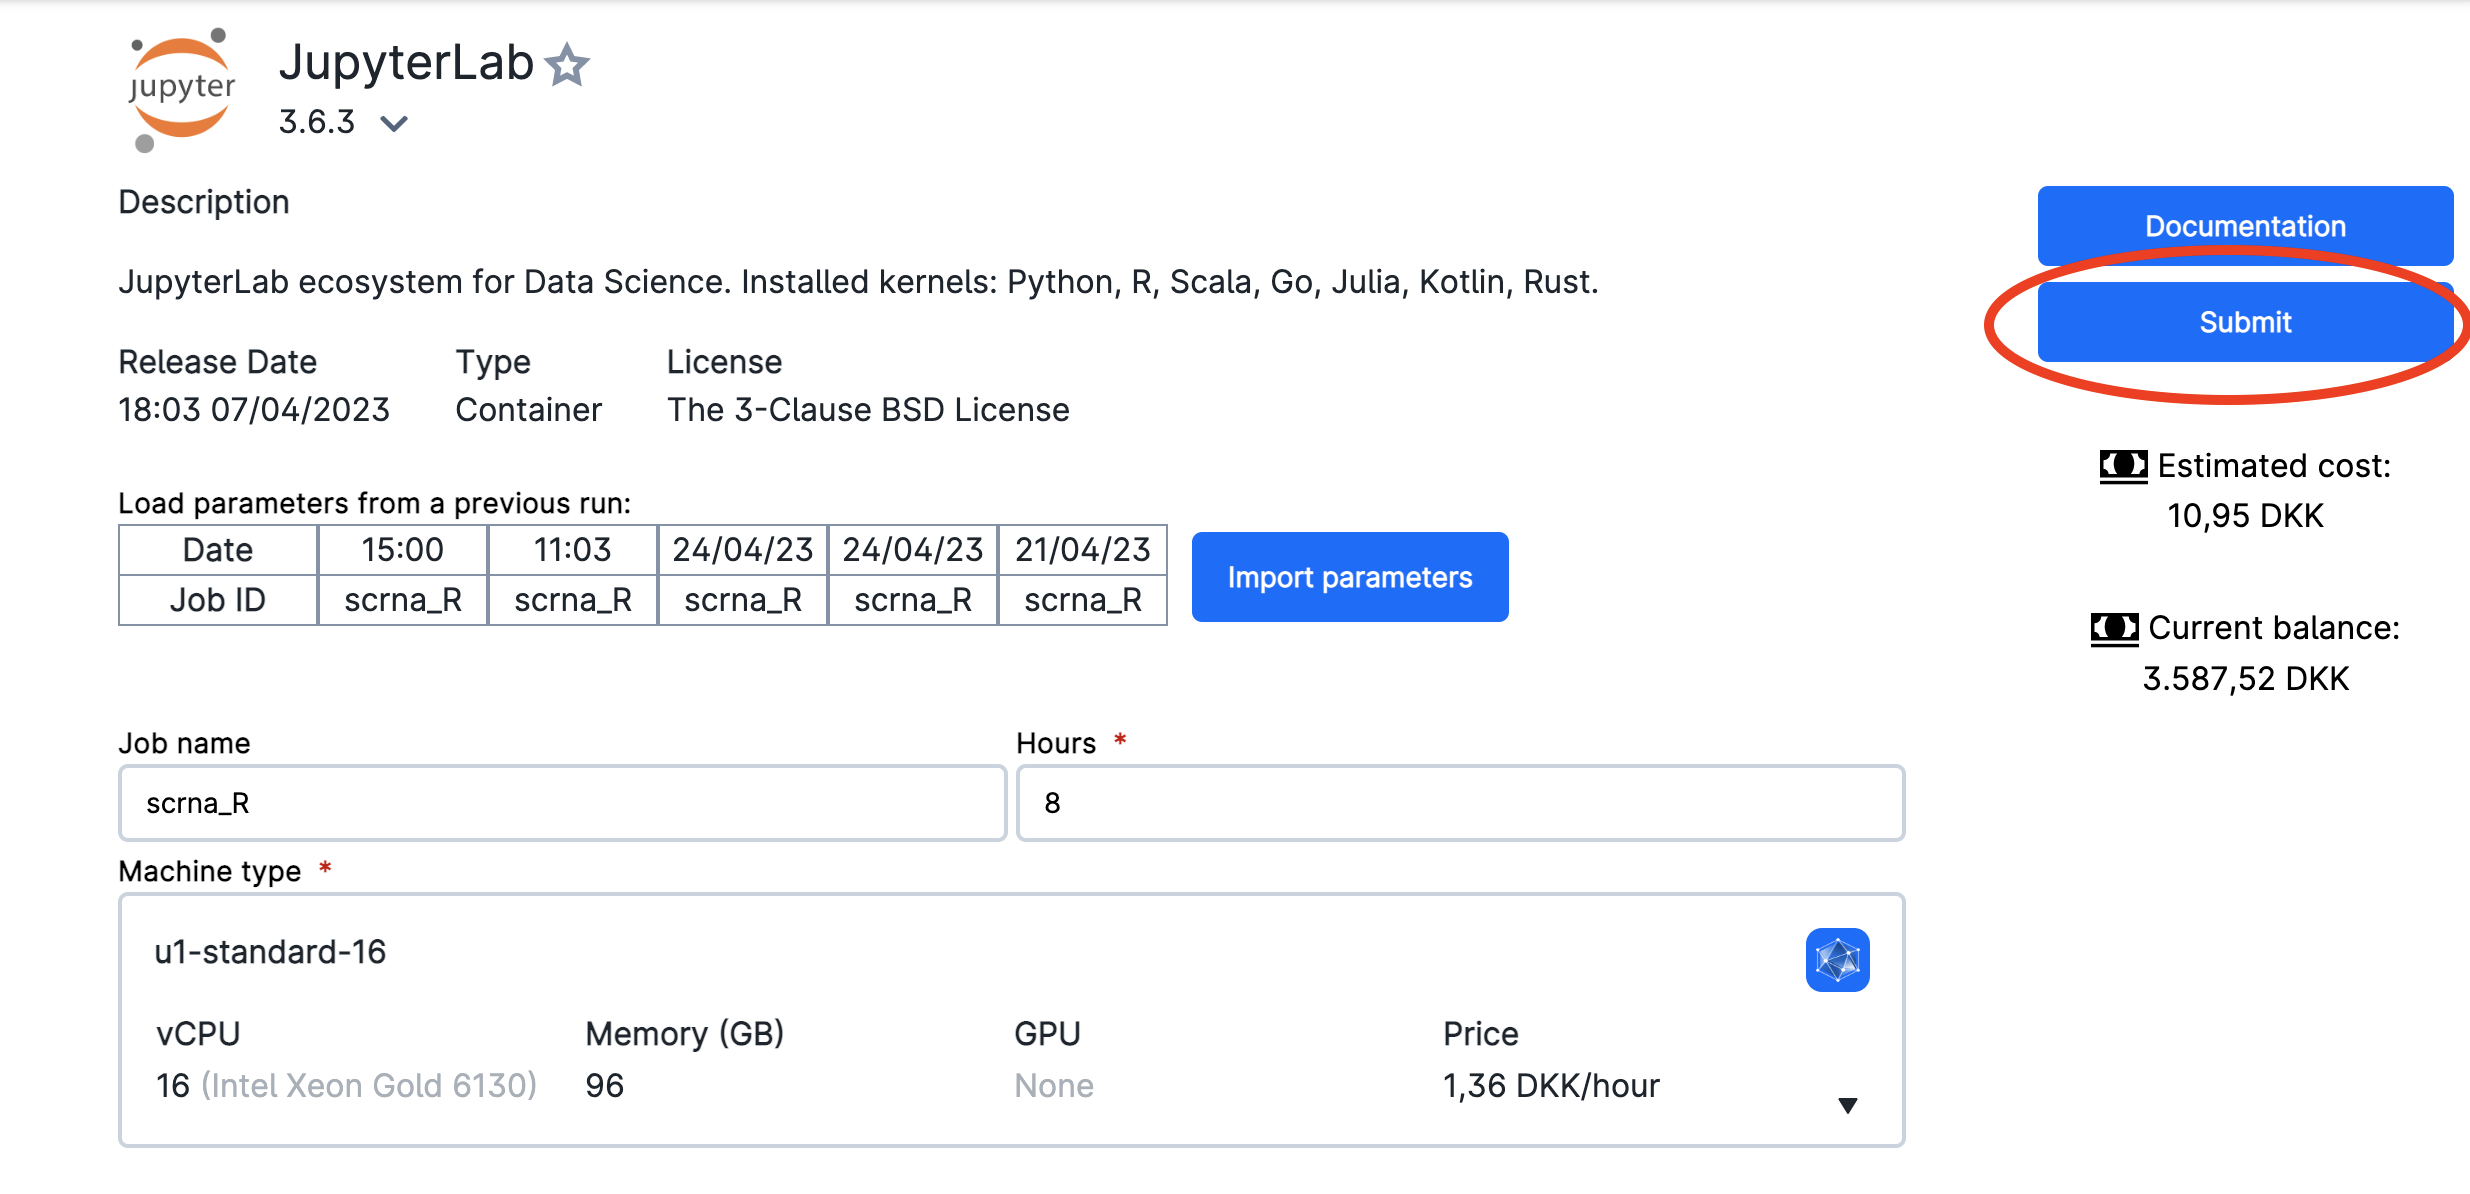 jupyter
JupyterLab
3.6.3
Description
JupyterLab ecosystem for Data Science. Installed kernels: Python, R, Scala, Go, Julia, Kotlin, Rust.
Release Date Type License
18:03 07/04/2023 Container The 3-Clause BSD License
Load parameters from a previous run:
Date 15:00 11:03 24/04/23 24/04/23 21/04/23
Job ID scrna_R scrna_R scrna_R scrna_R scrna_R
Import parameters
Documentation
Submit
Estimated cost:
10,95 DKK
Current balance:
3.587,52 DKK
Job name Hours *
scrna_R 8
Machine type *
u1-standard-16
vCPU Memory (GB) GPU Price
16 (Intel Xeon Gold 6130) 96 None 1,36 DKK/hour